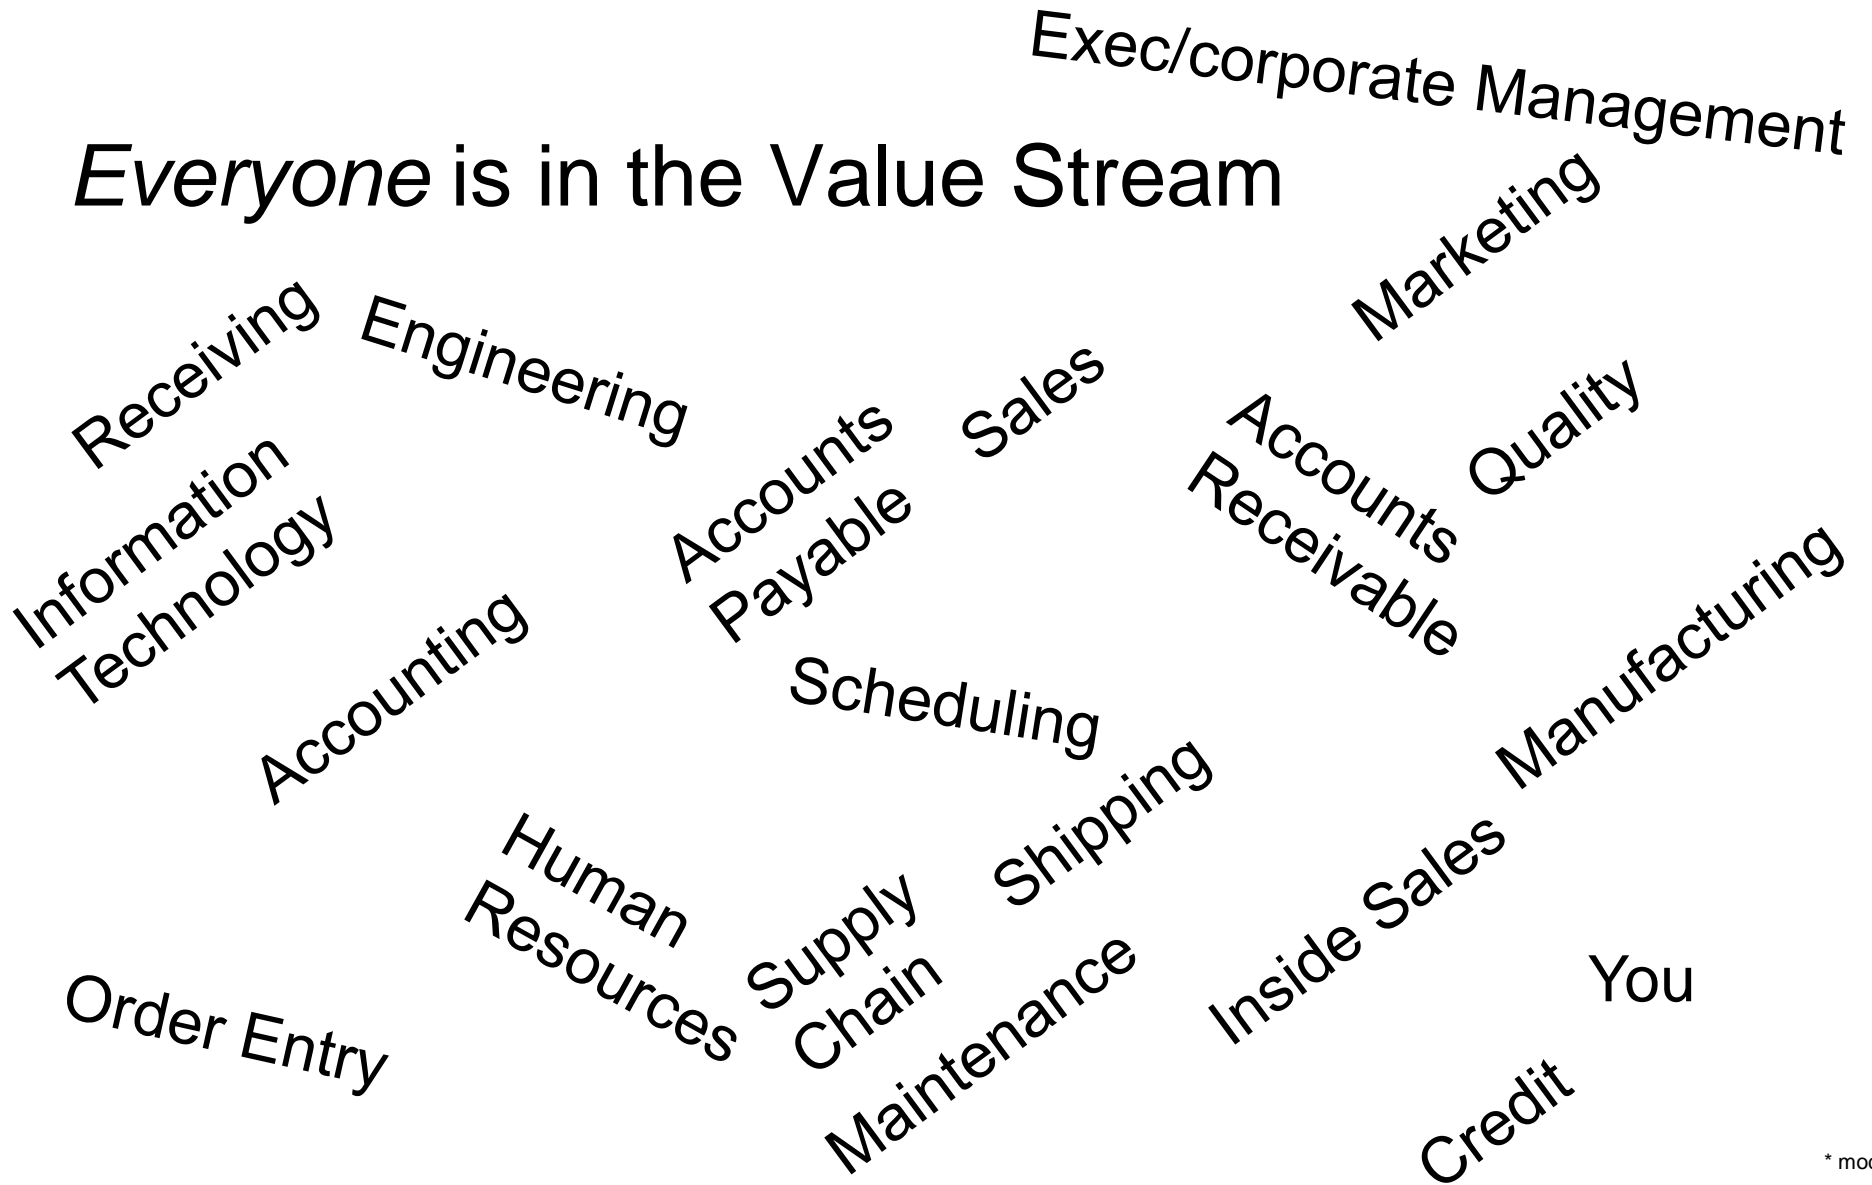 Exec/corporate Management
Everyone is in the Value Stream
Marketing
Receiving
Engineering
Sales
Accounts
Payable
Accounts
Receivable
Quality
Information
Technology
Accounting
Scheduling
Manufacturing
Human
Resources
Shipping
Supply
Chain
Inside Sales
Order Entry
Maintenance
You
Credit